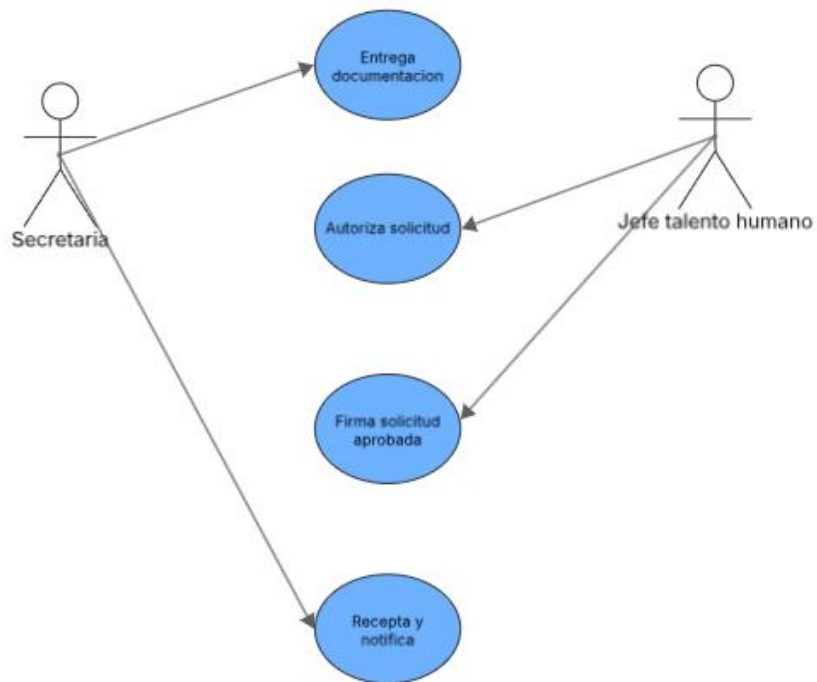 Entrega
documentacion
Secretaria
Autoriza solicitud
Jefe talento humano
Firma solicitud
aprobada
Recepta y
notifica